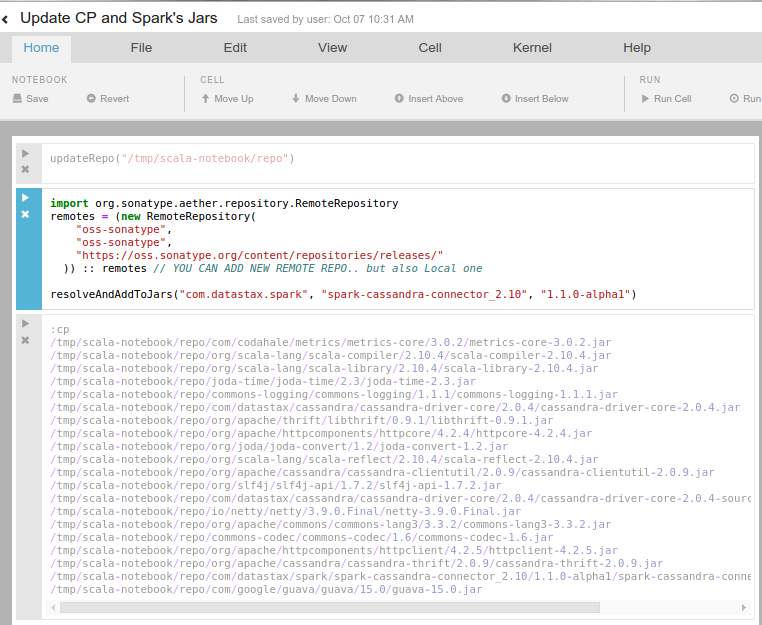 Update CP and Spark's Jars Last saved by user: Oct 07 10:31 AM
Home File Edit View Cell Kernel Help
NOTEBOOK CELL RUN
Save Revert Move Up Move Down Insert Above Insert Below Run Cell Run
updateRepo("/tmp/scala-notebook/repo")
import org.sonatype.aether.repository.RemoteRepository
remotes = (new RemoteRepository(
"oss-sonatype",
"oss-sonatype",
"https://oss.sonatype.org/content/repositories/releases/"
)) :: remotes // YOU CAN ADD NEW REMOTE REPO.. but also Local one
resolveAndAddToJars("com.datastax.spark", "spark-cassandra-connector_2.10", "1.1.0-alpha1")
:cp
/tmp/scala-notebook/repo/com/codahale/metrics/metrics-core/3.0.2/metrics-core-3.0.2.jar
/tmp/scala-notebook/repo/org/scala-lang/scala-compiler/2.10.4/scala-compiler-2.10.4.jar
/tmp/scala-notebook/repo/org/scala-lang/scala-library/2.10.4/scala-library-2.10.4.jar
/tmp/scala-notebook/repo/joda-time/joda-time/2.3/joda-time-2.3.jar
/tmp/scala-notebook/repo/commons-logging/commons-logging/1.1.1/commons-logging-1.1.1.jar
/tmp/scala-notebook/repo/com/datastax/cassandra/cassandra-driver-core/2.0.4/cassandra-driver-core-2.0.4.jar
/tmp/scala-notebook/repo/org/apache/thrift/libthrift/0.9.1/libthrift-0.9.1.jar
/tmp/scala-notebook/repo/org/apache/httpcomponents/httpcore/4.2.4/httpcore-4.2.4.jar
/tmp/scala-notebook/repo/org/joda/joda-convert/1.2/joda-convert-1.2.jar
/tmp/scala-notebook/repo/org/scala-lang/scala-reflect/2.10.4/scala-reflect-2.10.4.jar
/tmp/scala-notebook/repo/org/apache/cassandra/cassandra-clientutil/2.0.9/cassandra-clientutil-2.0.9.jar
/tmp/scala-notebook/repo/org/slf4j/slf4j-api/1.7.2/slf4j-api-1.7.2.jar
/tmp/scala-notebook/repo/com/datastax/cassandra/cassandra-driver-core/2.0.4/cassandra-driver-core-2.0.4-sourc
/tmp/scala-notebook/repo/io/netty/netty/3.9.0.Final/netty-3.9.0.Final.jar
/tmp/scala-notebook/repo/org/apache/commons/commons-lang3/3.3.2/commons-lang3-3.3.2.jar
/tmp/scala-notebook/repo/commons-codec/commons-codec/1.6/commons-codec-1.6.jar
/tmp/scala-notebook/repo/org/apache/httpcomponents/httpclient/4.2.5/httpclient-4.2.5.jar
/tmp/scala-notebook/repo/org/apache/cassandra/cassandra-thrift/2.0.9/cassandra-thrift-2.0.9.jar
/tmp/scala-notebook/repo/com/datastax/spark/spark-cassandra-connector_2.10/1.1.0-alpha1/spark-cassandra-conne
/tmp/scala-notebook/repo/com/google/guava/guava/15.0/guava-15.0.jar